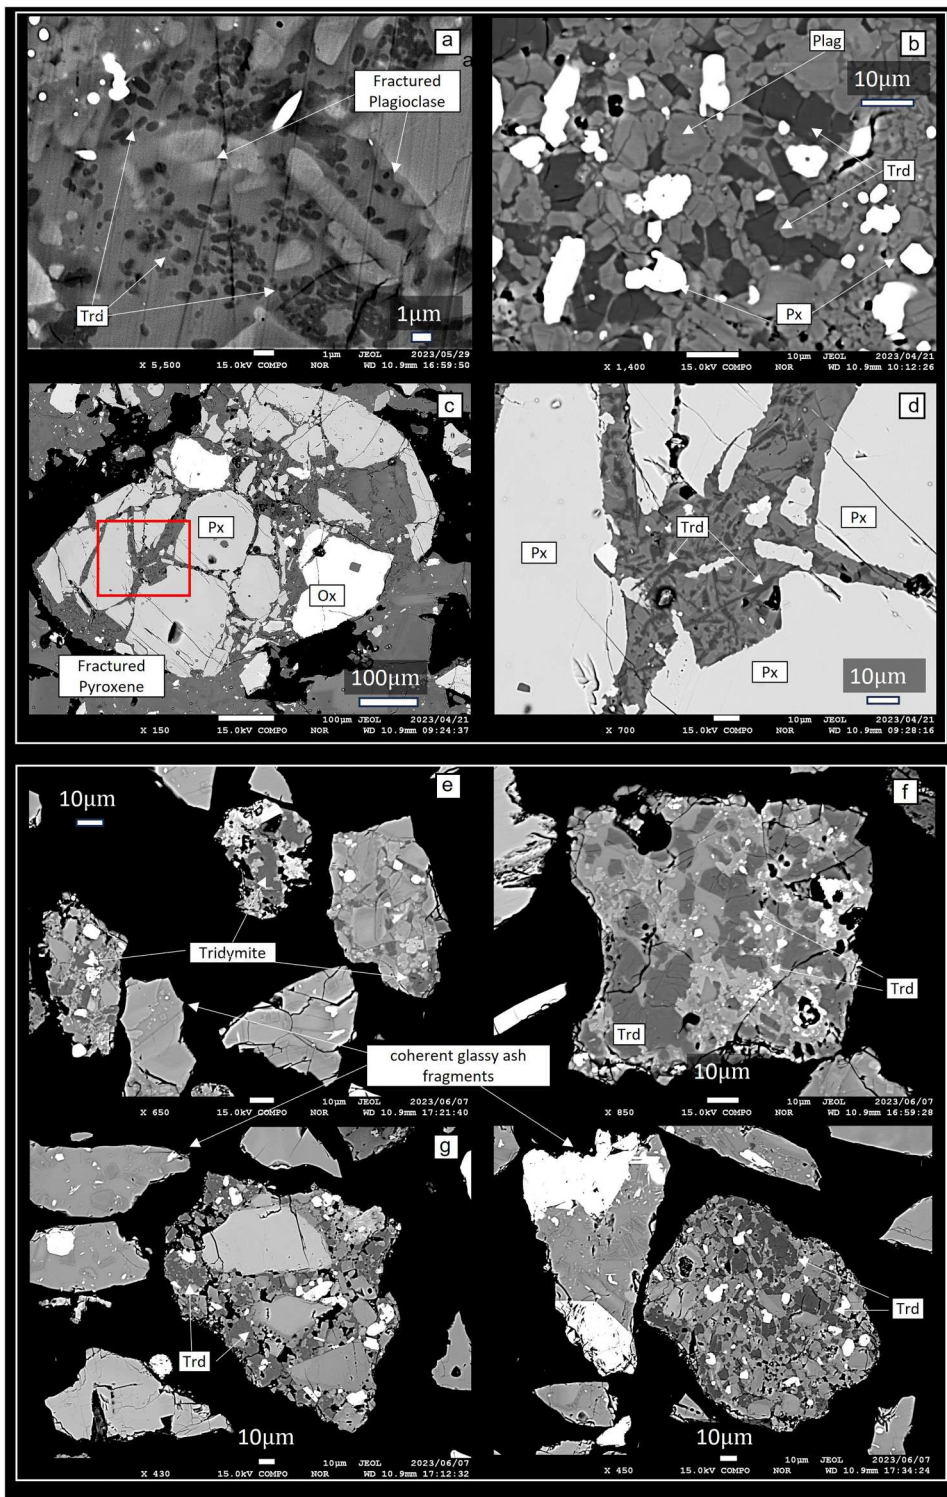 a
a
Fractured
Plagioclase
Trd
1µm
1µm JEOL 2023/05/29
X 5,500 15.0kV COMPO NOR WD 10.9mm 16:59:50
b
Plag
10µm
Trd
Px
10µm JEOL 2023/04/21
X 1,400 15.0kV COMPO NOR WD 10.9mm 10:12:26
c
Px
Ox
Fractured
Pyroxene
100µm
100µm JEOL 2023/04/21
X 150 15.0kV COMPO NOR WD 10.9mm 09:24:37
d
Trd
Px
Px
Px
10µm
10µm JEOL 2023/04/21
X 700 15.0kV COMPO NOR WD 10.9mm 09:28:16
e
10µm
Tridymite
coherent glassy ash
fragments
10µm JEOL 2023/06/07
X 650 15.0kV COMPO NOR WD 10.9mm 17:21:40
f
Trd
Trd
10µm
10µm JEOL 2023/06/07
X 850 15.0kV COMPO NOR WD 10.9mm 16:59:28
g
Trd
10µm
10µm JEOL 2023/06/07
X 430 15.0kV COMPO NOR WD 10.9mm 17:12:32
Trd
10µm
10µm JEOL 2023/06/07
X 450 15.0kV COMPO NOR WD 10.9mm 17:34:24